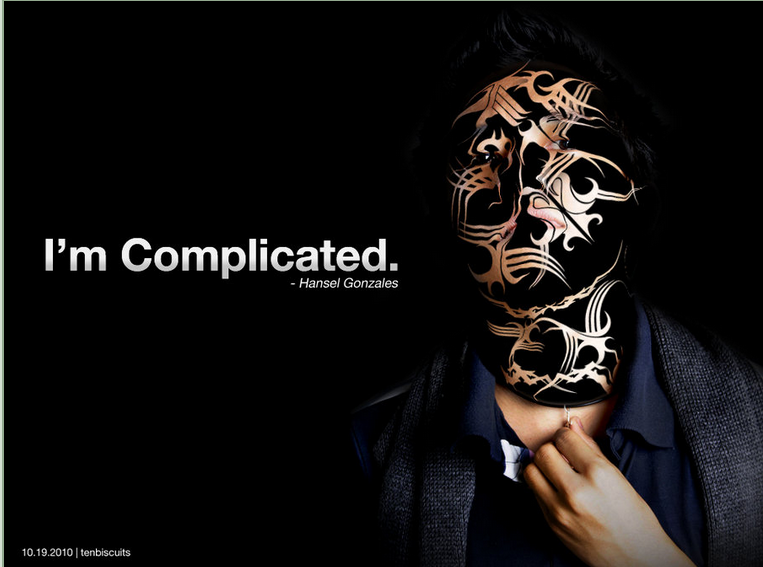 I'm Complicated.
- Hansel Gonzales
10.19.2010 | tenbiscuits